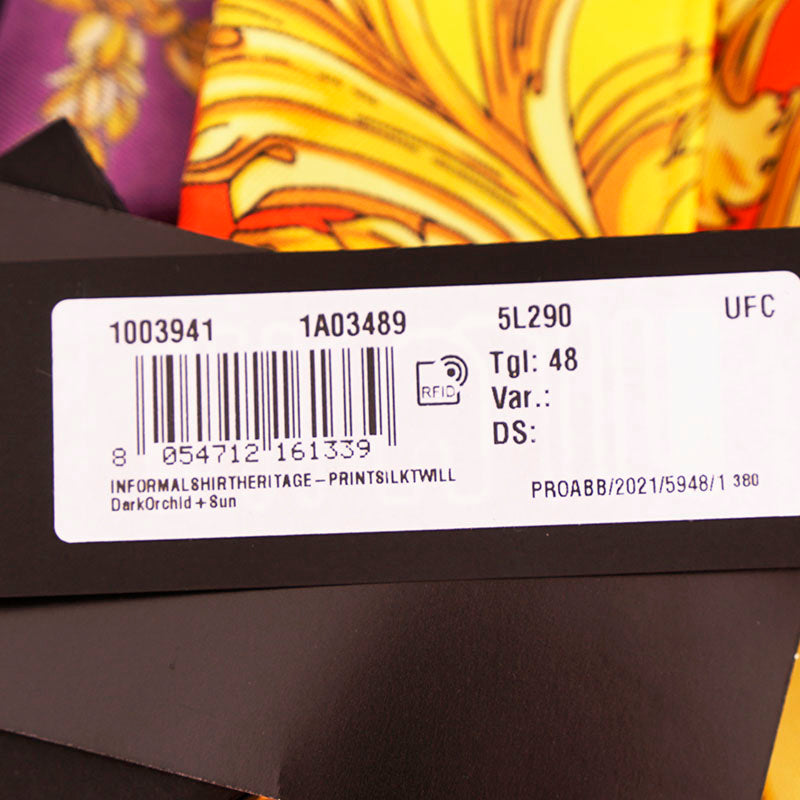 1003941 1A03489 5L290 UFC
RFID
Tgl: 48
Var.:
DS:
8 054712 161339
INFORMALSHIRTHERITAGE-PRINTSILKTWILL
DarkOrchid+Sun
PROABB/2021/5948/1 380